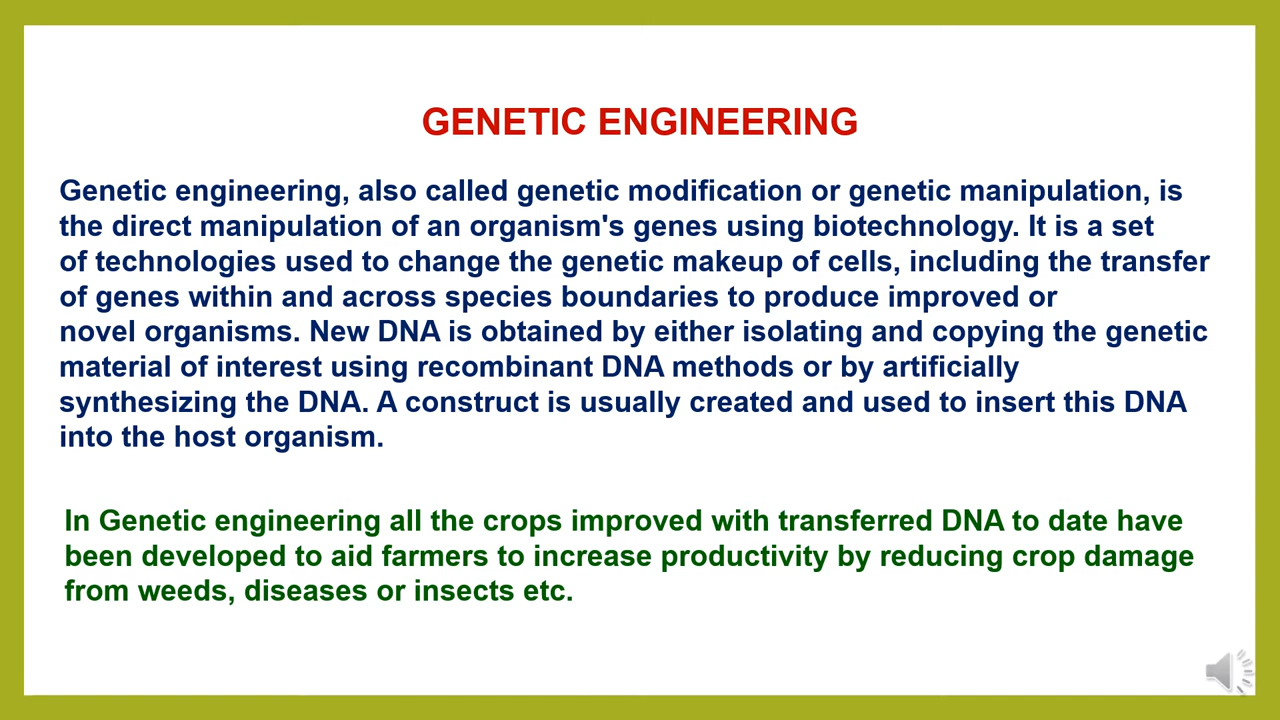 GENETIC ENGINEERING
Genetic engineering, also called genetic modification or genetic manipulation, is
the direct manipulation of an organism's genes using biotechnology. It is a set
of technologies used to change the genetic makeup of cells, including the transfer
of genes within and across species boundaries to produce improved or
novel organisms. New DNA is obtained by either isolating and copying the genetic
material of interest using recombinant DNA methods or by artificially
synthesizing the DNA. A construct is usually created and used to insert this DNA
into the host organism.
In Genetic engineering all the crops improved with transferred DNA to date have
been developed to aid farmers to increase productivity by reducing crop damage
from weeds, diseases or insects etc.